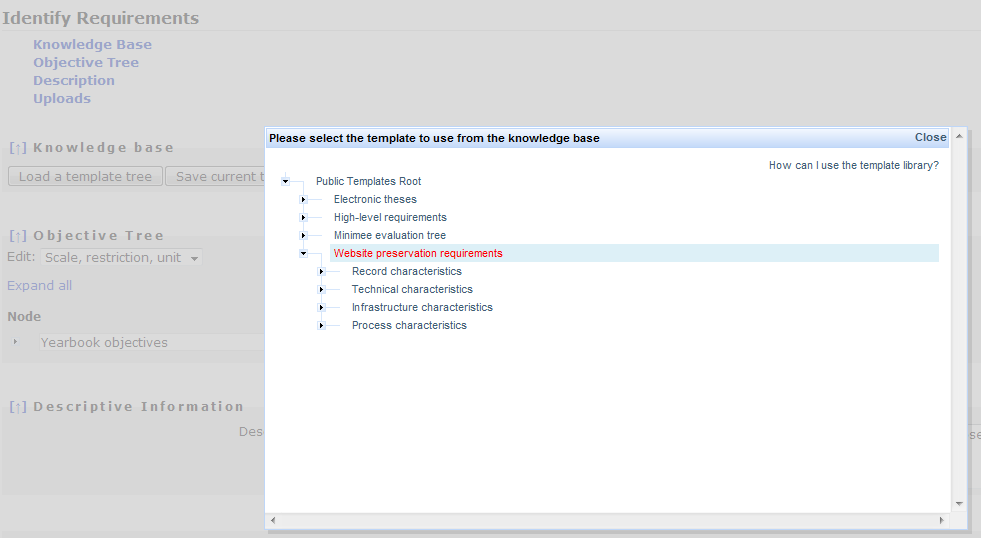 Identify Requirements
Knowledge Base
Objective Tree
Description
Uploads
[↑] Knowledge base
Load a template tree
Save current t
[↑] Objective Tree
Edit: Scale, restriction, unit
Expand all
Node
Yearbook objectives
[↑] Descriptive Information
Des
se
Please select the template to use from the knowledge base
Close
How can I use the template library?
Public Templates Root
Electronic theses
High-level requirements
Minimee evaluation tree
Website preservation requirements
Record characteristics
Technical characteristics
Infrastructure characteristics
Process characteristics